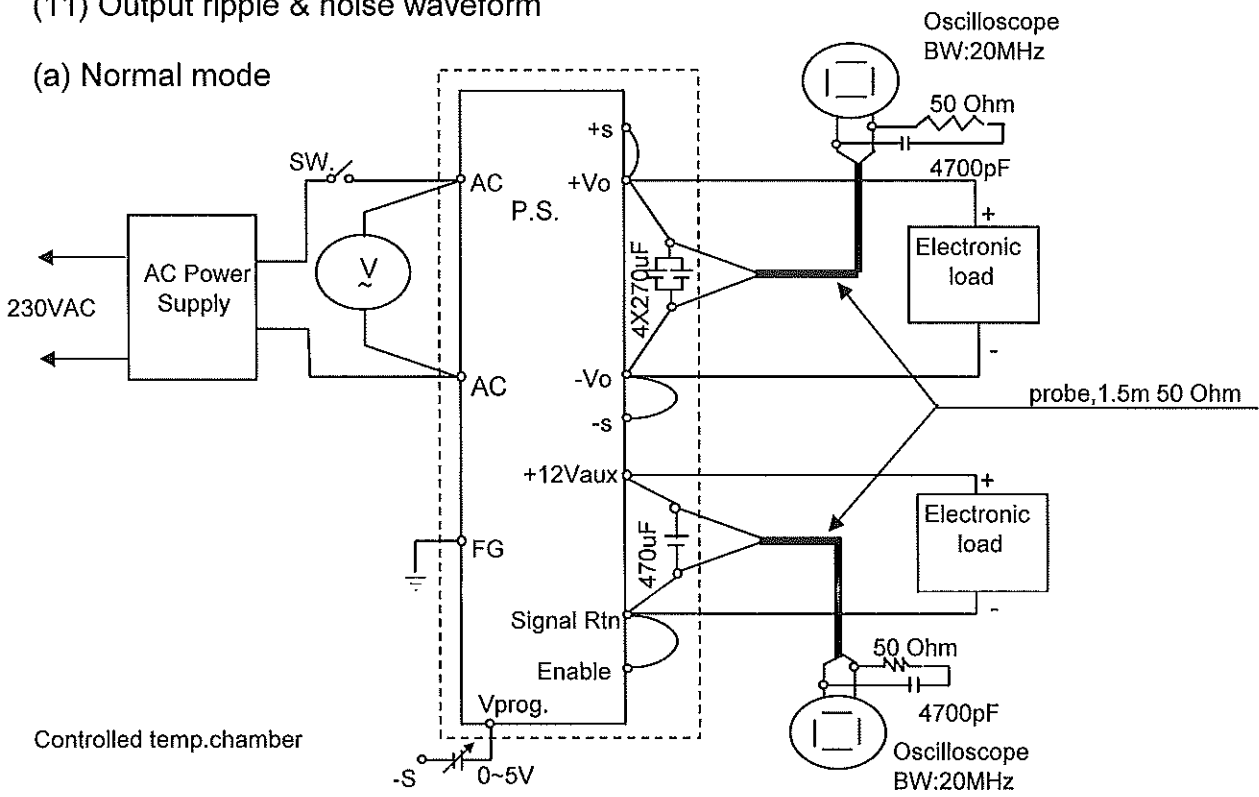 (11) Output ripple & noise waveform
(a) Normal mode
Oscilloscope
BW:20MHz
50 Ohm
4700pF
SW.
AC
+s
+Vo
P.S.
V
~
AC Power
Supply
230VAC
4X270uF
+
Electronic
load
-
AC
-Vo
-s
probe,1.5m 50 Ohm
+12Vaux
+
Electronic
load
-
470uF
FG
Signal Rtn
Enable
50 Ohm
4700pF
Vprog.
Controlled temp.chamber
-S
0~5V
Oscilloscope
BW:20MHz